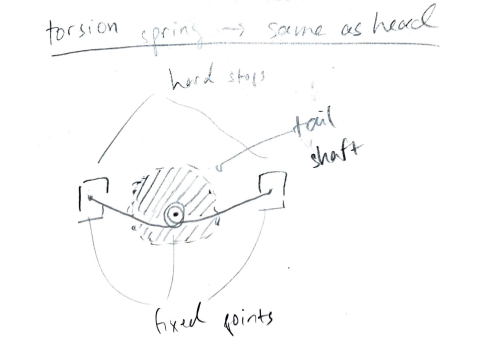 torsion spring → same as head
hard stops
tail
shaft
fixed points